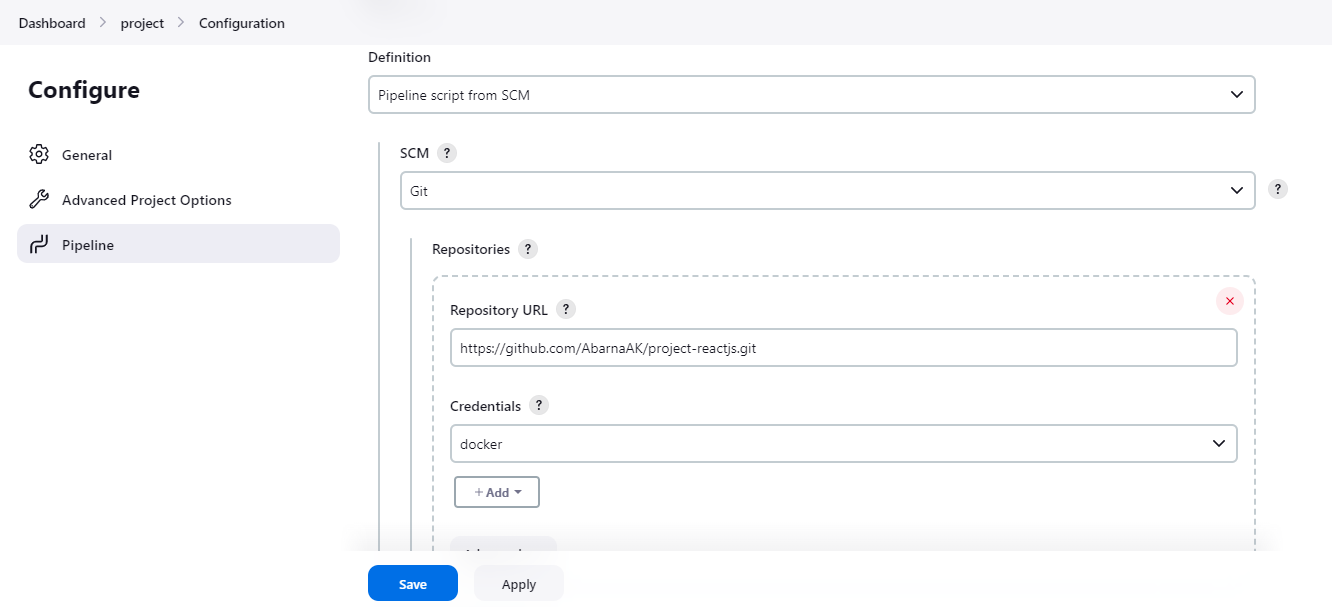 Dashboard > project > Configuration
Configure
General
Advanced Project Options
Pipeline
Definition
Pipeline script from SCM
SCM ?
Git
?
Repositories ?
Repository URL ?
https://github.com/AbarnaAK/project-reactjs.git
Credentials ?
docker
+ Add
Save
Apply